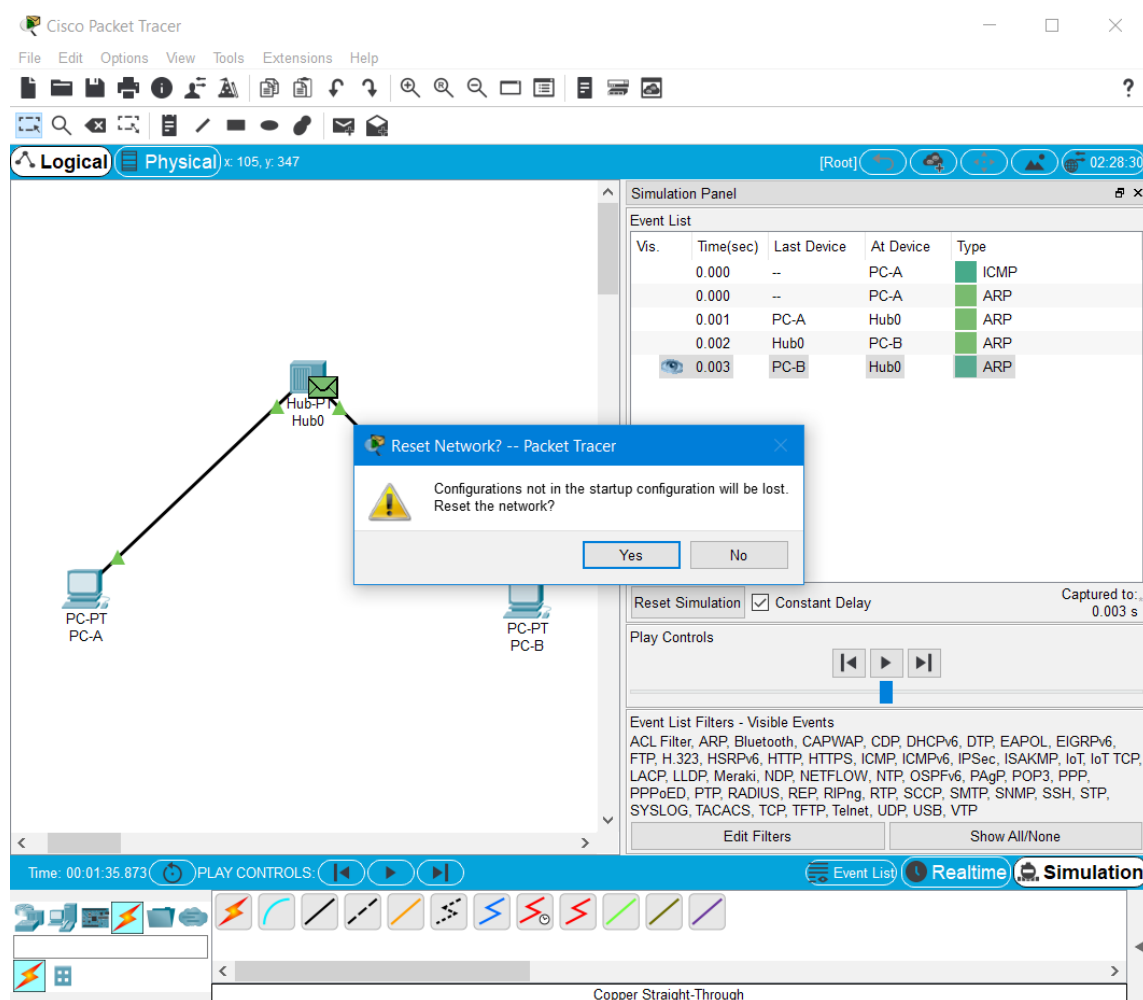 Cisco Packet Tracer
File Edit Options View Tools Extensions Help
?
Logical Physical x: 105, y: 347 [Root] 02:28:30
Simulation Panel
Event List
Vis. Time(sec) Last Device At Device Type
0.000 -- PC-A ICMP
0.000 -- PC-A ARP
0.001 PC-A Hub0 ARP
0.002 Hub0 PC-B ARP
0.003 PC-B Hub0 ARP
Hub-PT
Hub0
Reset Network? -- Packet Tracer
Configurations not in the startup configuration will be lost.
Reset the network?
Yes No
PC-PT
PC-A
PC-PT
PC-B
Reset Simulation Constant Delay Captured to:
0.003 s
Play Controls
Event List Filters - Visible Events
ACL Filter, ARP, Bluetooth, CAPWAP, CDP, DHCPv6, DTP, EAPOL, EIGRPv6,
FTP, H.323, HSRPv6, HTTP, HTTPS, ICMP, ICMPv6, IPSec, ISAKMP, IoT, IoT TCP,
LACP, LLDP, Meraki, NDP, NETFLOW, NTP, OSPFv6, PAgP, POP3, PPP,
PPPoED, PTP, RADIUS, REP, RIPng, RTP, SCCP, SMTP, SNMP, SSH, STP,
SYSLOG, TACACS, TCP, TFTP, Telnet, UDP, USB, VTP
Edit Filters Show All/None
Time: 00:01:35.873 PLAY CONTROLS: Event List Realtime Simulation
Copper Straight-Through